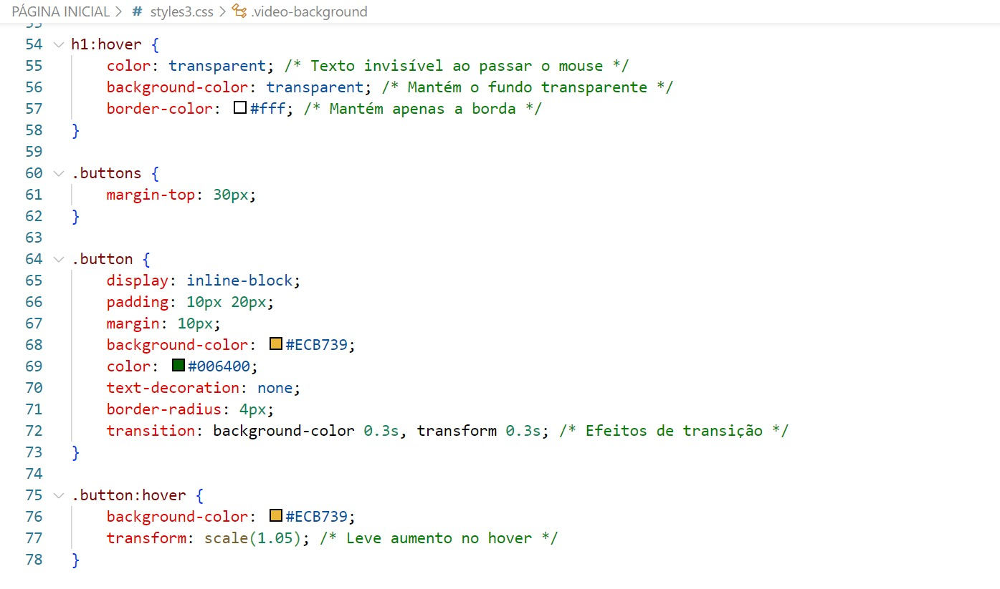 PÁGINA INICIAL > # styles3.css > .video-background
54 h1:hover {
55 color: transparent; /* Texto invisível ao passar o mouse */
56 background-color: transparent; /* Mantém o fundo transparente */
57 border-color: #fff; /* Mantém apenas a borda */
58 }
59
60 .buttons {
61 margin-top: 30px;
62 }
63
64 .button {
65 display: inline-block;
66 padding: 10px 20px;
67 margin: 10px;
68 background-color: #ECB739;
69 color: #006400;
70 text-decoration: none;
71 border-radius: 4px;
72 transition: background-color 0.3s, transform 0.3s; /* Efeitos de transição */
73 }
74
75 .button:hover {
76 background-color: #ECB739;
77 transform: scale(1.05); /* Leve aumento no hover */
78 }